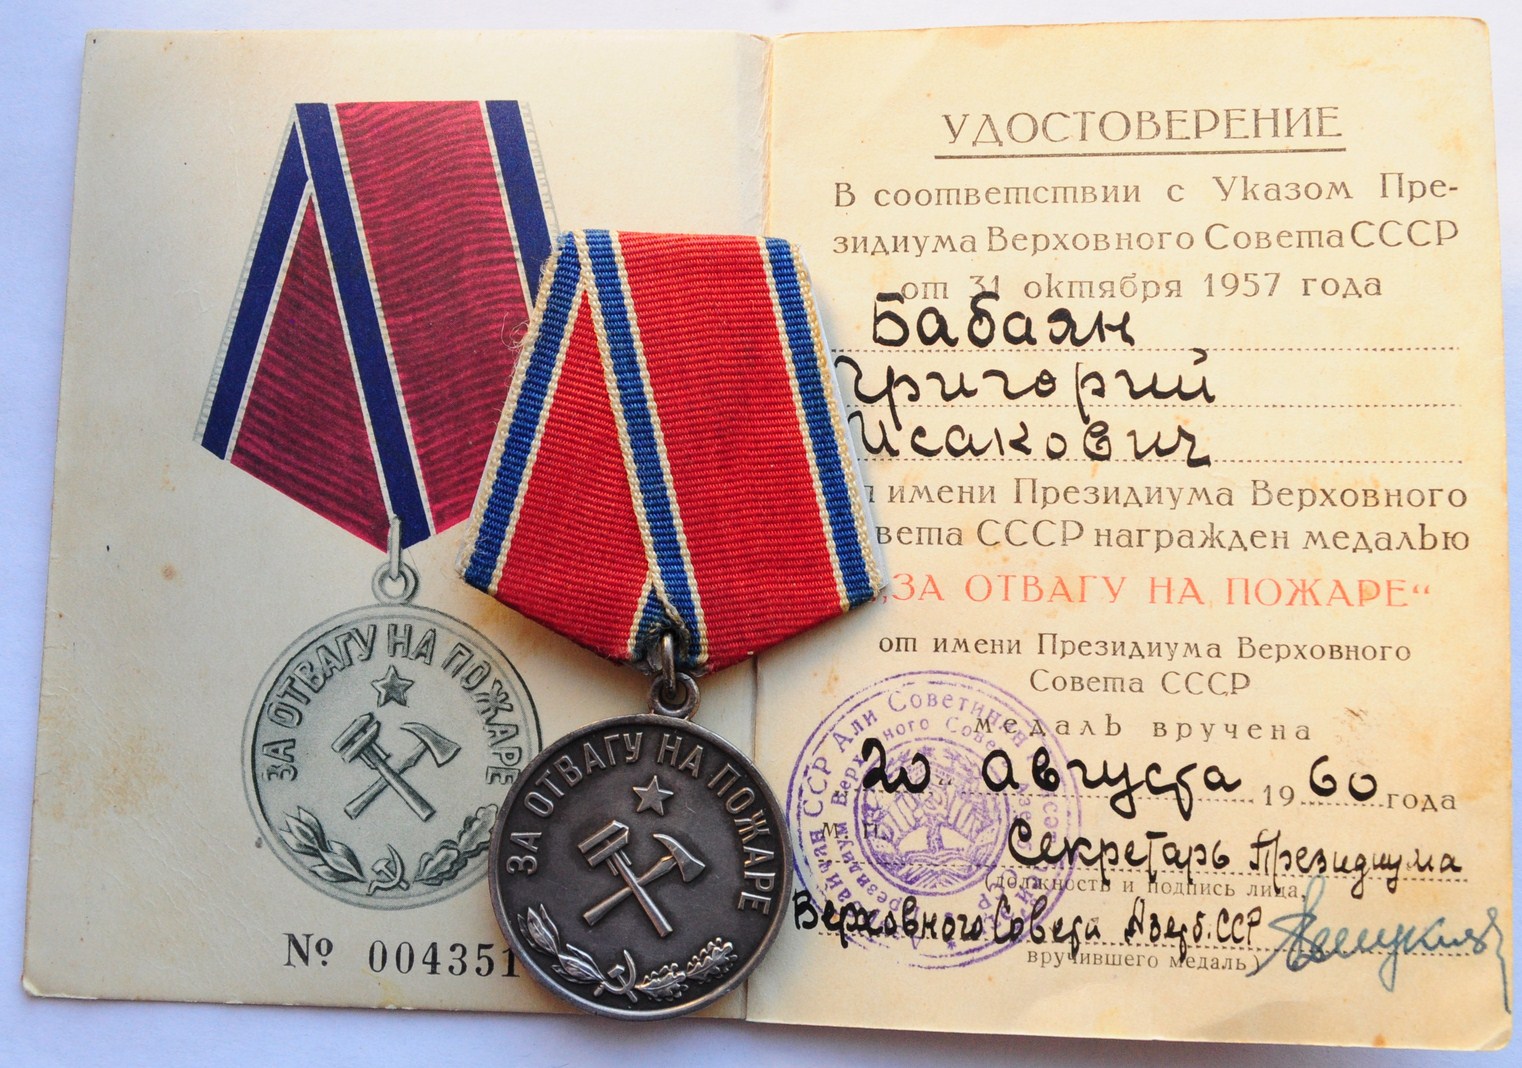 ЗА ОТВАГУ НА ПОЖАРЕ
№ 004351
ЗА ОТВАГУ НА ПОЖАРЕ
УДОСТОВЕРЕНИЕ
В соответствии с Указом Пре-
зидиума Верховного Совета СССР
от 31 октября 1957 года
Бабаян
Григорий
Исакович
имени Президиума Верховного
вета СССР награжден медалью
„ЗА ОТВАГУ НА ПОЖАРЕ“
от имени Президиума Верховного
Совета СССР
медаль вручена
20 августа 1960 года
М. П.
Секретарь Президиума
(должность и подпись лица,
Верховного Совета Азерб. ССР
вручившего медаль)